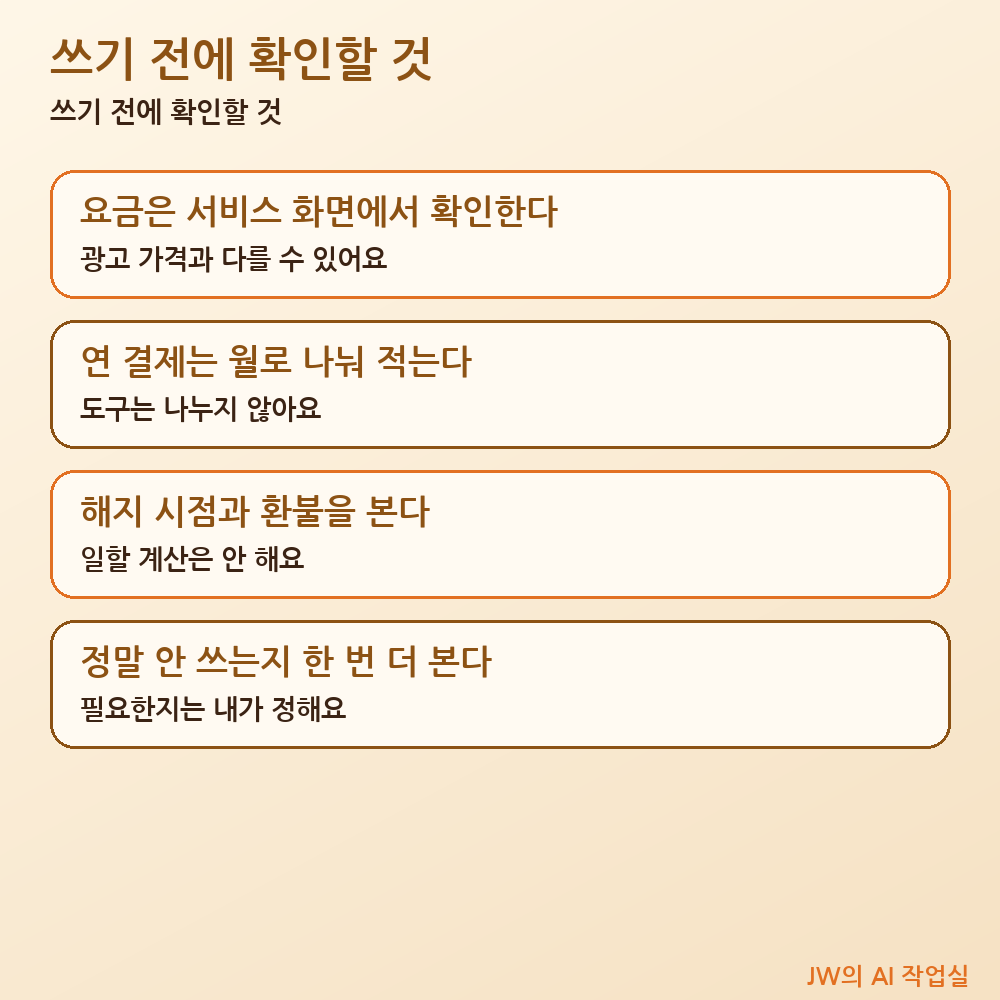 쓰기 전에 확인할 것
쓰기 전에 확인할 것
요금은 서비스 화면에서 확인한다
광고 가격과 다를 수 있어요
연 결제는 월로 나눠 적는다
도구는 나누지 않아요
해지 시점과 환불을 본다
일할 계산은 안 해요
정말 안 쓰는지 한 번 더 본다
필요한지는 내가 정해요
JW의 AI 작업실